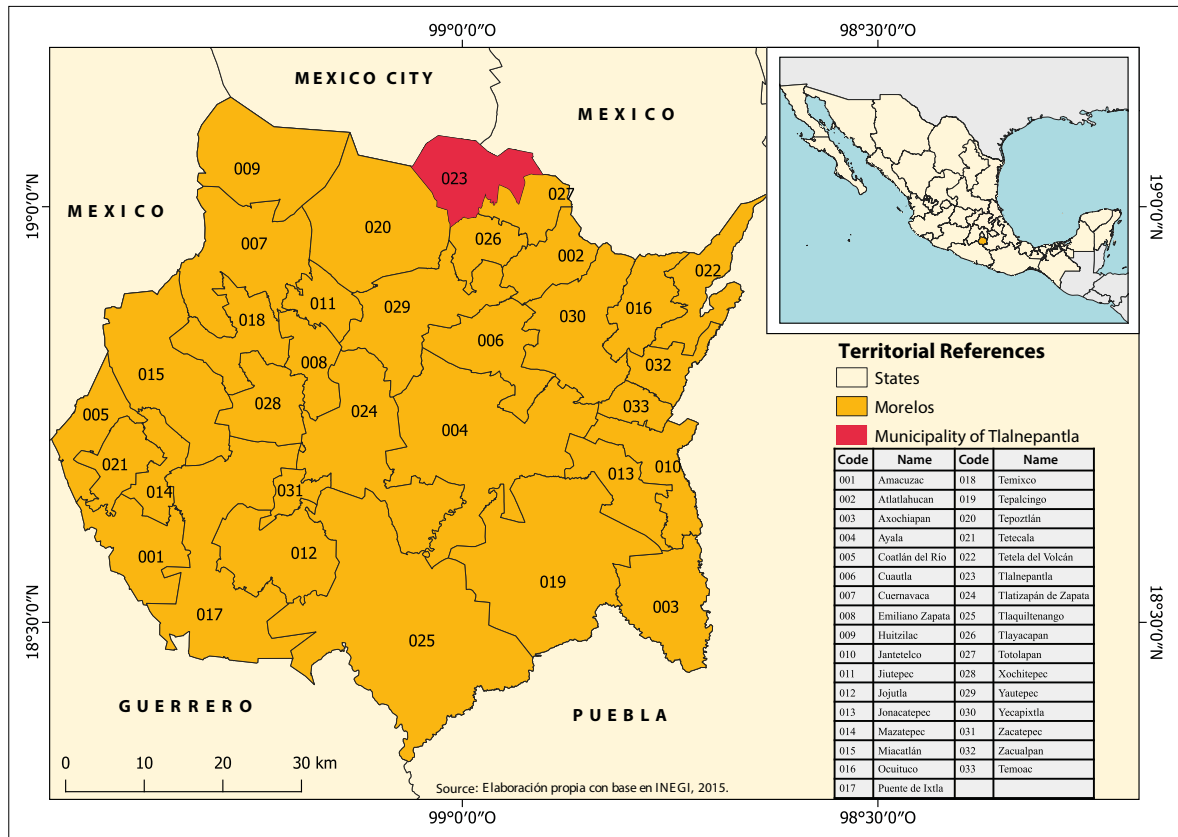 99°0′0″O
98°30′0″O
MEXICO CITY
MEXICO
MEXICO
19°0′0″N
19°0′0″N
009
023
027
007
020
026
002
022
018
011
029
006
030
016
015
008
032
005
028
024
004
033
021
014
031
013
010
001
012
019
003
017
025
GUERRERO
PUEBLA
18°30′0″N
18°30′0″N
0 10 20 30 km
Source: Elaboración propia con base en INEGI, 2015.
99°0′0″O
98°30′0″O
Territorial References
States
Morelos
Municipality of Tlalnepantla
Code Name Code Name
001 Amacuzac 018 Temixco
002 Atlatlahucan 019 Tepalcingo
003 Axochiapan 020 Tepoztlán
004 Ayala 021 Tetecala
005 Coatlán del Río 022 Tetela del Volcán
006 Cuautla 023 Tlalnepantla
007 Cuernavaca 024 Tlatizapán de Zapata
008 Emiliano Zapata 025 Tlaquiltenango
009 Huitzilac 026 Tlayacapan
010 Jantetelco 027 Totolapan
011 Jiutepec 028 Xochitepec
012 Jojutla 029 Yautepec
013 Jonacatepec 030 Yecapixtla
014 Mazatepec 031 Zacatepec
015 Miacatlán 032 Zacualpan
016 Ocuituco 033 Temoac
017 Puente de Ixtla